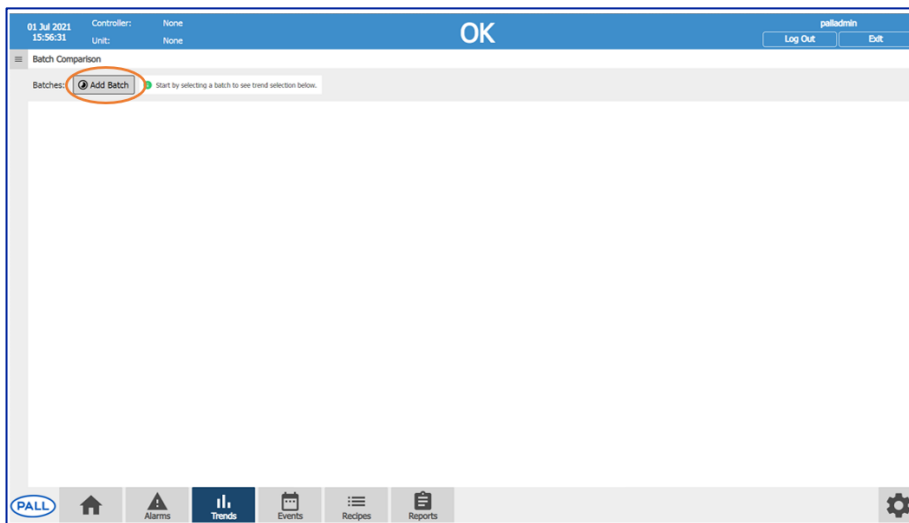 01 Jul 2021
15:56:31
Controller: None
Unit: None
OK
palladmin
Log Out
Exit
Batch Comparison
Batches:
Add Batch
Start by selecting a batch to see trend selection below.
PALL
Alarms
Trends
Events
Recipes
Reports